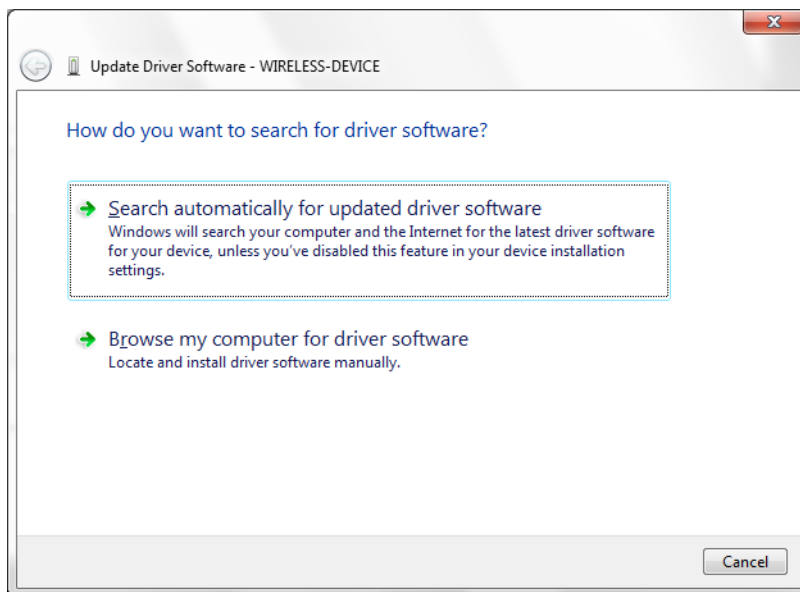 Update Driver Software - WIRELESS-DEVICE
How do you want to search for driver software?
Search automatically for updated driver software
Windows will search your computer and the Internet for the latest driver software
for your device, unless you've disabled this feature in your device installation
settings.
Browse my computer for driver software
Locate and install driver software manually.
Cancel